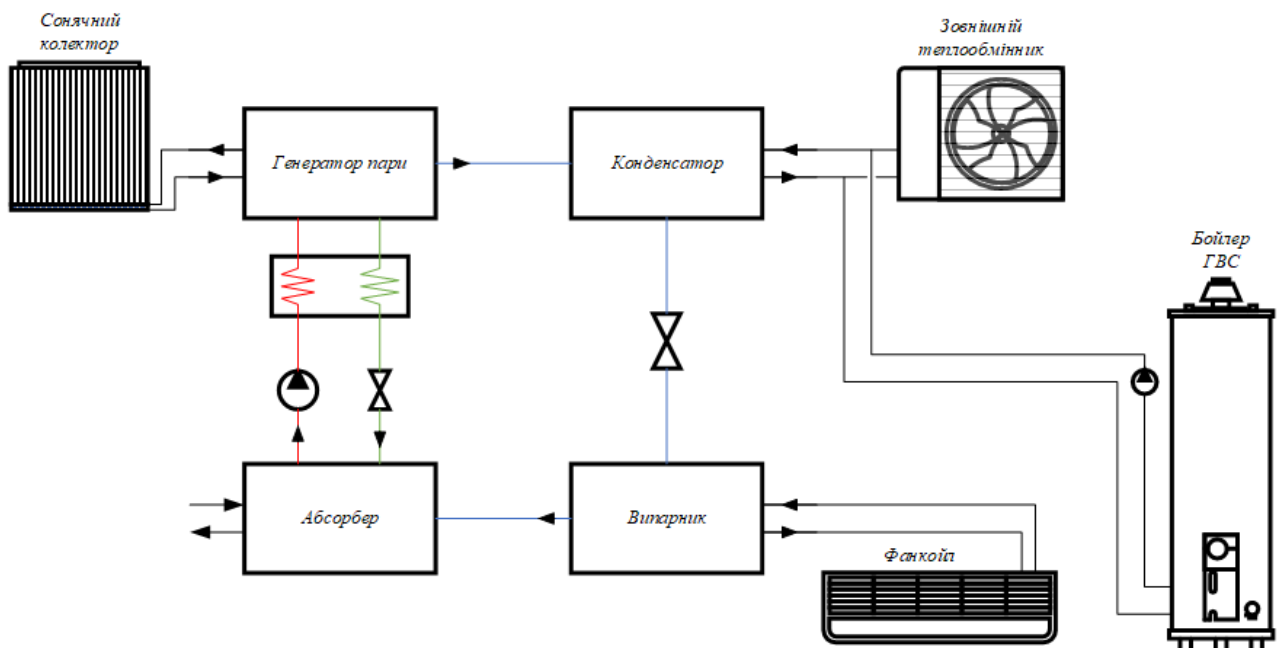 Сонячний
колектор
Зовнішній
теплообмінник
Генератор пари
Конденсатор
Бойлер
ГВС
Абсорбер
Випарник
Фанкойл